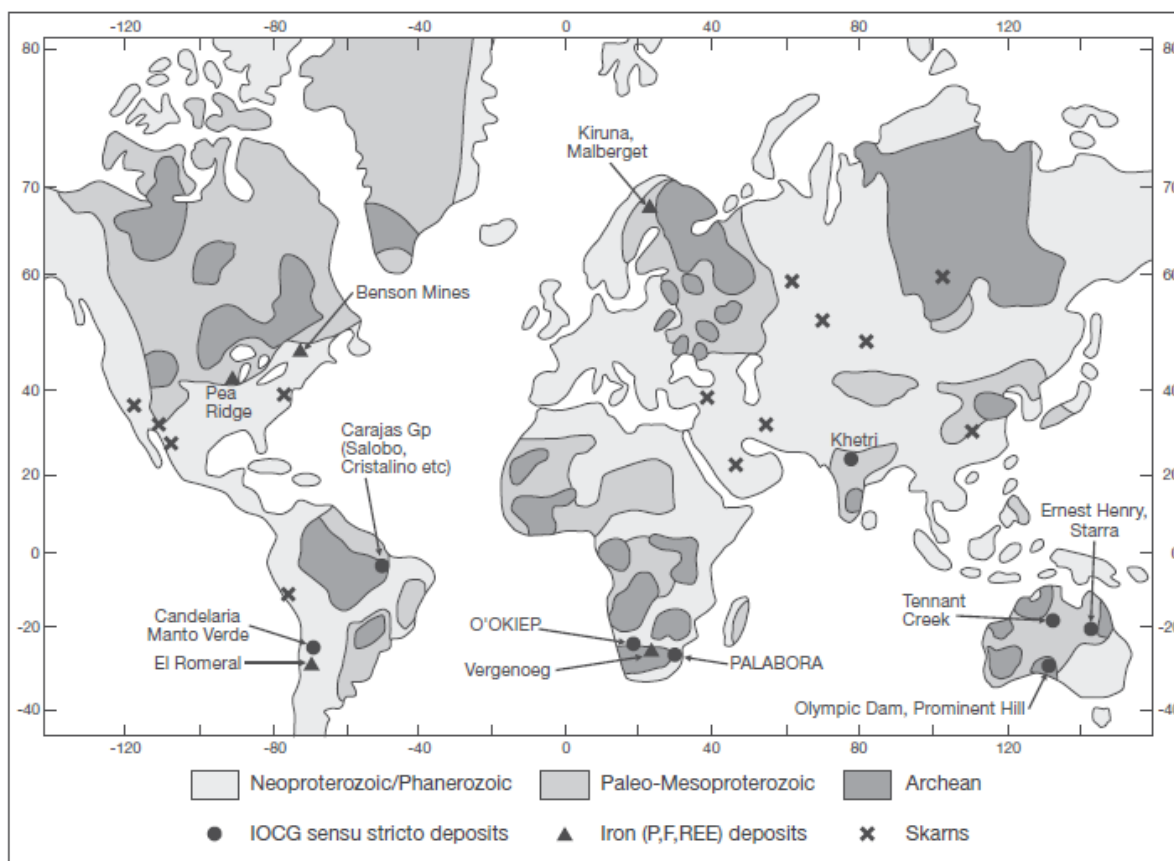 -120
-80
-40
0
20
40
80
120
80
80
70
70
60
60
40
40
20
20
0
0
-20
-20
-40
-40
Kiruna,
Malberget
Benson Mines
Pea
Ridge
Carajas Gp
(Salobo,
Cristalino etc)
Khetri
Ernest Henry,
Starra
Candelaria
Manto Verde
El Romeral
O'OKIEP
Vergenoeg
PALABORA
Tennant
Creek
Olympic Dam, Prominent Hill
-120
-80
-40
0
40
80
120
Neoproterozoic/Phanerozoic
Paleo-Mesoproterozoic
Archean
IOCG sensu stricto deposits
Iron (P,F,REE) deposits
Skarns